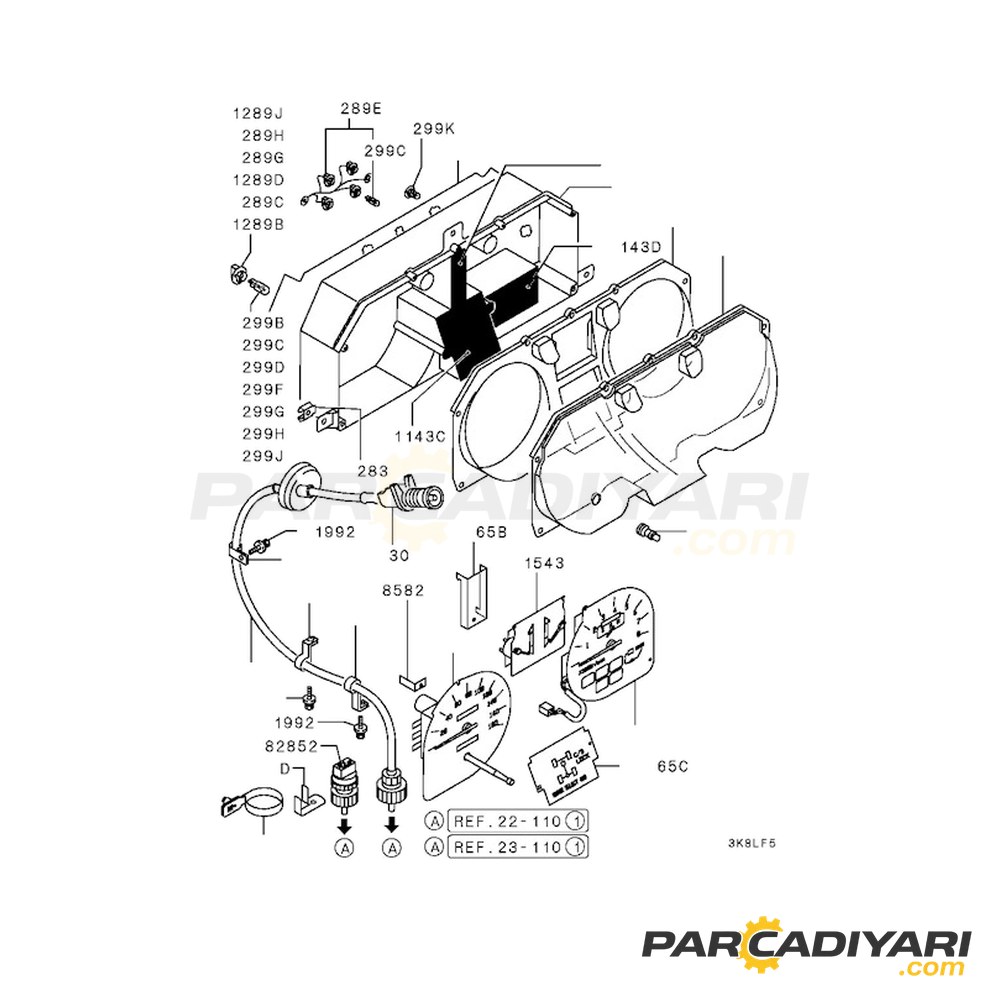 1289J
289H
289G
1289D
289C
1289B
289E
299C
299K
143D
299B
299C
299D
299F
299G
299H
299J
1143C
283
PARCADIYARI
.com
1992
30
65B
8582
1543
1992
82852
D
65C
A REF.22-110 1
A REF.23-110 1
A
A
3K8LF5
PARCADIYARI
.com